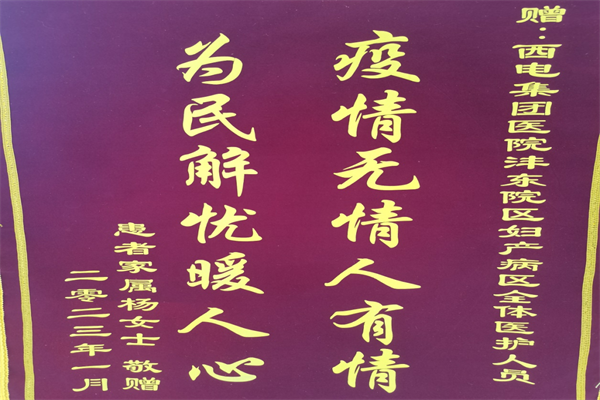 赠：西电集团医院沣东院区妇产病区全体医护人员
疫情无情人有情
为民解忧暖人心
患者家属杨女士 敬赠
二零二三年一月